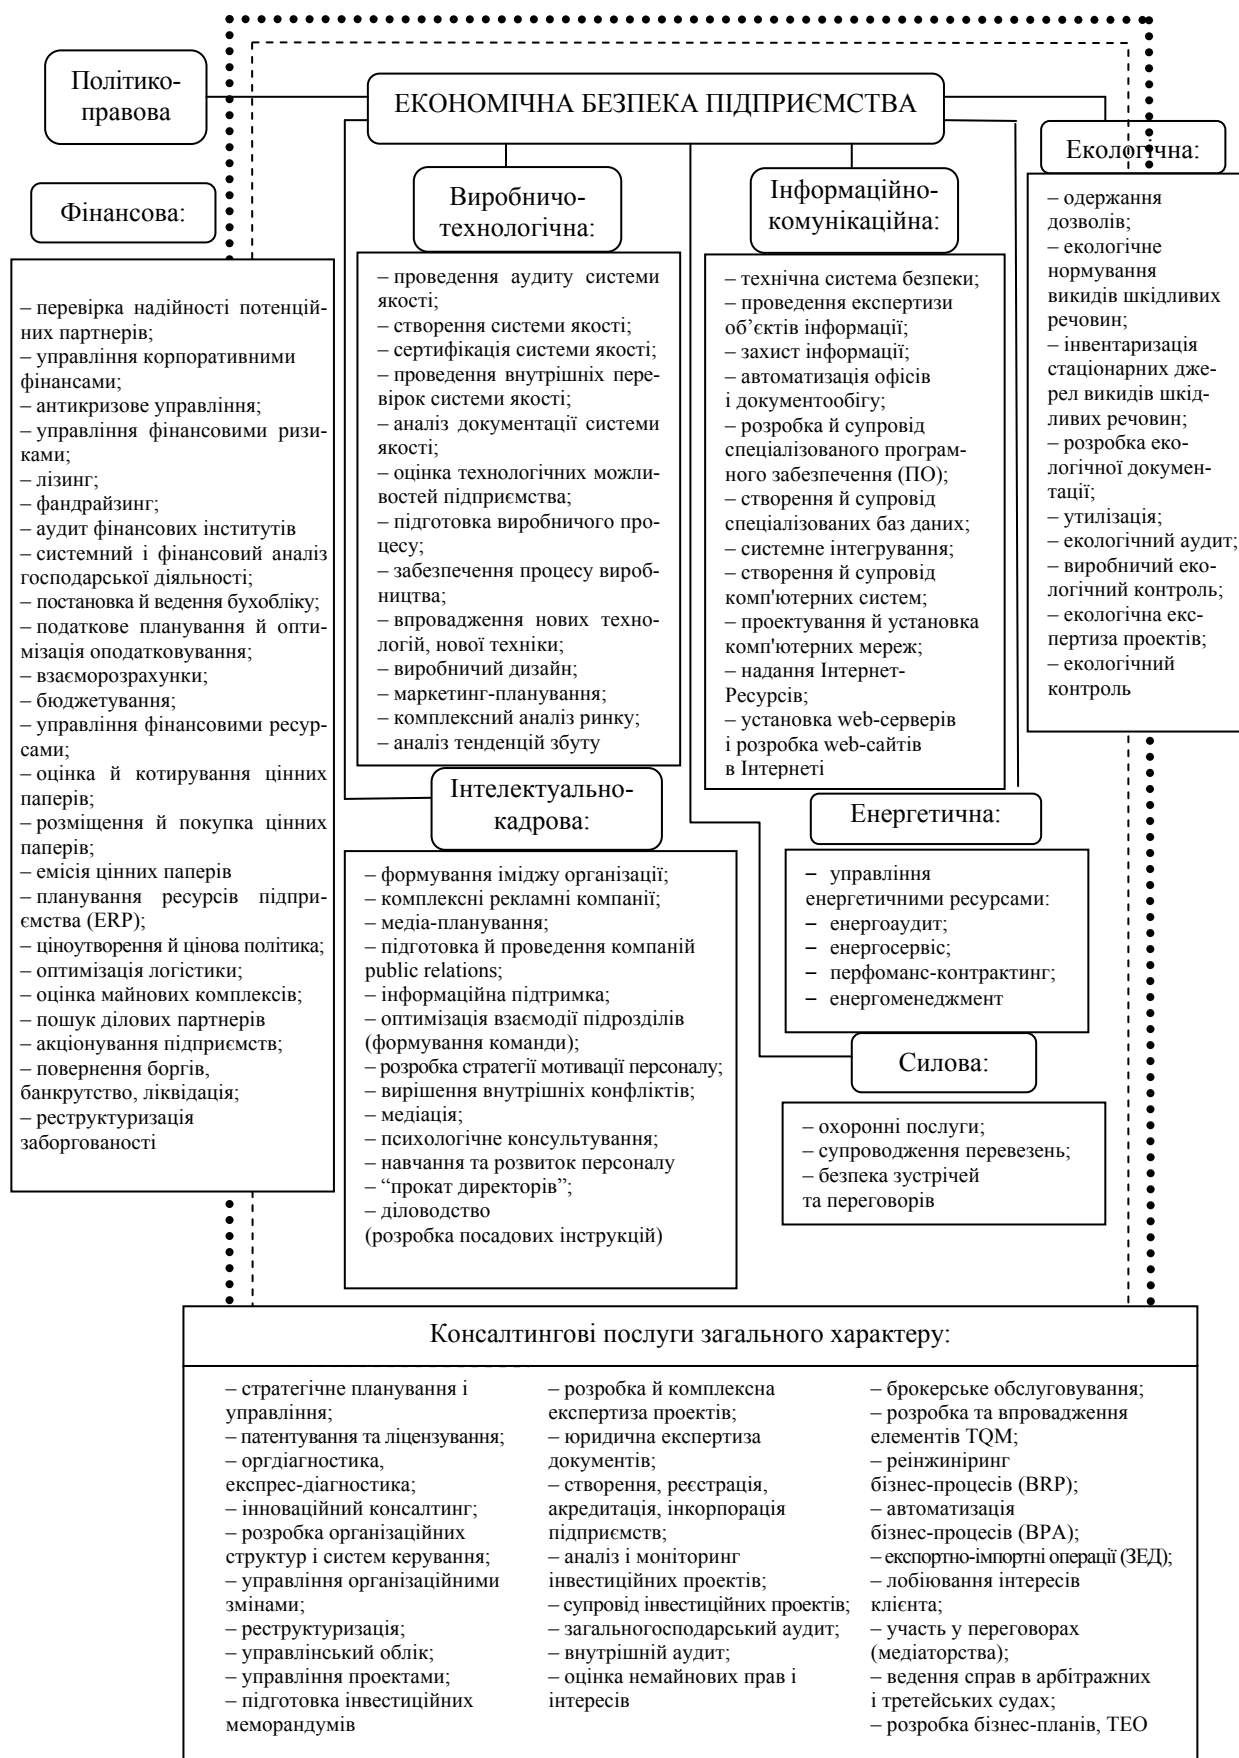 Політико-
правова
ЕКОНОМІЧНА БЕЗПЕКА ПІДПРИЄМСТВА
Екологічна:
– одержання
дозволів;
– екологічне
нормування
викидів шкідливих
речовин;
– інвентаризація
стаціонарних дже-
рел викидів шкід-
ливих речовин;
– розробка еко-
логічної докумен-
тації;
– утилізація;
– екологічний аудит;
– виробничий еко-
логічний контроль;
– екологічна екс-
пертиза проектів;
– екологічний
контроль
Фінансова:
– перевірка надійності потенцій-
них партнерів;
– управління корпоративними
фінансами;
– антикризове управління;
– управління фінансовими ризи-
ками;
– лізинг;
– фандрайзинг;
– аудит фінансових інститутів
– системний і фінансовий аналіз
господарської діяльності;
– постановка й ведення бухобліку;
– податкове планування й опти-
мізація оподатковування;
– взаєморозрахунки;
– бюджетування;
– управління фінансовими ресур-
сами;
– оцінка й котирування цінних
паперів;
– розміщення й покупка цінних
паперів;
– емісія цінних паперів
– планування ресурсів підпри-
ємства (ERP);
– ціноутворення й цінова політика;
– оптимізація логістики;
– оцінка майнових комплексів;
– пошук ділових партнерів
– акціонування підприємств;
– повернення боргів,
банкрутство, ліквідація;
– реструктуризація
заборгованості
Виробничо-
технологічна:
– проведення аудиту системи
якості;
– створення системи якості;
– сертифікація системи якості;
– проведення внутрішніх пере-
вірок системи якості;
– аналіз документації системи
якості;
– оцінка технологічних можли-
востей підприємства;
– підготовка виробничого про-
цесу;
– забезпечення процесу вироб-
ництва;
– впровадження нових техно-
логій, нової техніки;
– виробничий дизайн;
– маркетинг-планування;
– комплексний аналіз ринку;
– аналіз тенденцій збуту
Інформаційно-
комунікаційна:
– технічна система безпеки;
– проведення експертизи
об’єктів інформації;
– захист інформації;
– автоматизація офісів
і документообігу;
– розробка й супровід
спеціалізованого програм-
ного забезпечення (ПО);
– створення й супровід
спеціалізованих баз даних;
– системне інтегрування;
– створення й супровід
комп'ютерних систем;
– проектування й установка
комп'ютерних мереж;
– надання Інтернет-
Ресурсів;
– установка web-серверів
і розробка web-сайтів
в Інтернеті
Інтелектуально-
кадрова:
– формування іміджу організації;
– комплексні рекламні компанії;
– медіа-планування;
– підготовка й проведення компаній
public relations;
– інформаційна підтримка;
– оптимізація взаємодії підрозділів
(формування команди);
– розробка стратегії мотивації персоналу;
– вирішення внутрішніх конфліктів;
– медіація;
– психологічне консультування;
– навчання та розвиток персоналу
– “прокат директорів”;
– діловодство
(розробка посадових інструкцій)
Енергетична:
– управління
енергетичними ресурсами:
– енергоаудит;
– енергосервіс;
– перфоманс-контрактинг;
– енергоменеджмент
Силова:
– охоронні послуги;
– супроводження перевезень;
– безпека зустрічей
та переговорів
Консалтингові послуги загального характеру:
– стратегічне планування і
управління;
– патентування та ліцензування;
– оргдіагностика,
експрес-діагностика;
– інноваційний консалтинг;
– розробка організаційних
структур і систем керування;
– управління організаційними
змінами;
– реструктуризація;
– управлінський облік;
– управління проектами;
– підготовка інвестиційних
меморандумів
– розробка й комплексна
експертиза проектів;
– юридична експертиза
документів;
– створення, реєстрація,
акредитація, інкорпорація
підприємств;
– аналіз і моніторинг
інвестиційних проектів;
– супровід інвестиційних проектів;
– загальногосподарський аудит;
– внутрішній аудит;
– оцінка немайнових прав і
інтересів
– брокерське обслуговування;
– розробка та впровадження
елементів TQM;
– реінжиніринг
бізнес-процесів (BRP);
– автоматизація
бізнес-процесів (BPA);
– експортно-імпортні операції (ЗЕД);
– лобіювання інтересів
клієнта;
– участь у переговорах
(медіаторства);
– ведення справ в арбітражних
і третейських судах;
– розробка бізнес-планів, ТЕО